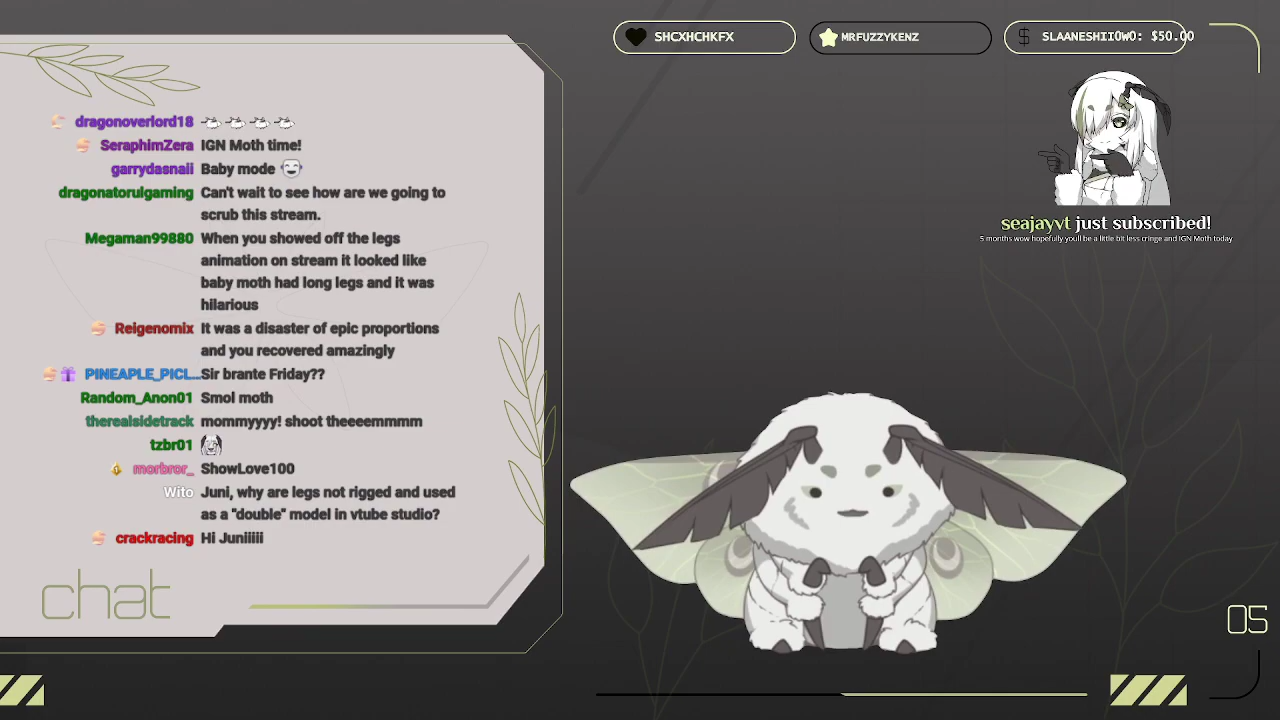 SHCXHCHKFX
MRFUZZYKENZ
$ SLAANESHII0W0: $50.00
dragonoverlord18
SeraphimZera IGN Moth time!
garrydasnaii Baby mode
dragonatorulgaming Can't wait to see how are we going to
scrub this stream.
Megaman99880 When you showed off the legs
animation on stream it looked like
baby moth had long legs and it was
hilarious
Reigenomix It was a disaster of epic proportions
and you recovered amazingly
PINEAPLE_PICL... Sir brante Friday??
Random_Anon01 Smol moth
therealsidetrack mommyyyy! shoot theeeemmmm
tzbr01
morbror_ ShowLove100
Wito Juni, why are legs not rigged and used
as a "double" model in vtube studio?
crackracing Hi Juniiiii
chat
seajayvt just subscribed!
5 months wow hopefully youll be a little bit less cringe and IGN Moth today
05